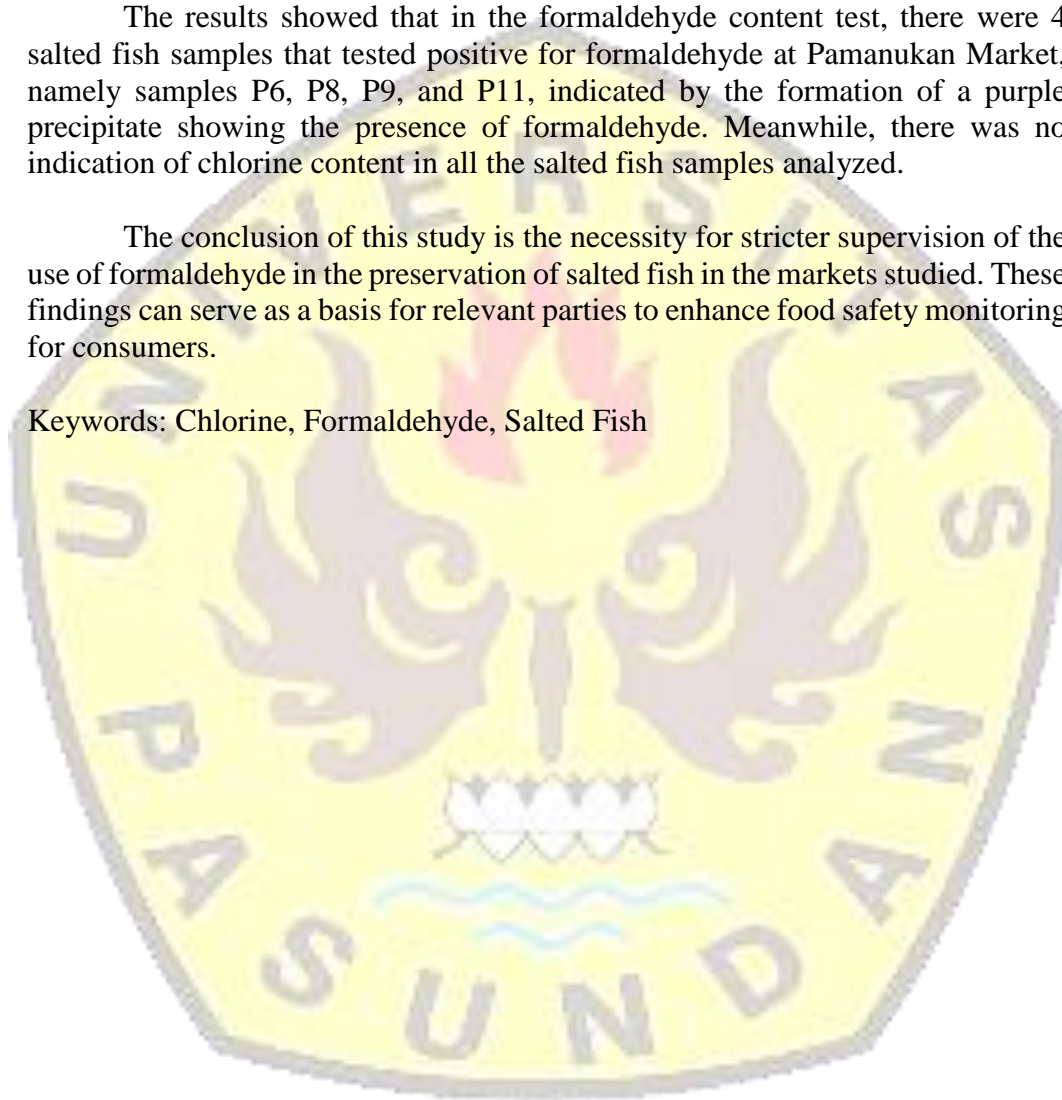 The results showed that in the formaldehyde content test, there were 4
salted fish samples that tested positive for formaldehyde at Pamanukan Market,
namely samples P6, P8, P9, and P11, indicated by the formation of a purple
precipitate showing the presence of formaldehyde. Meanwhile, there was no
indication of chlorine content in all the salted fish samples analyzed.
The conclusion of this study is the necessity for stricter supervision of the
use of formaldehyde in the preservation of salted fish in the markets studied. These
findings can serve as a basis for relevant parties to enhance food safety monitoring
for consumers.
Keywords: Chlorine, Formaldehyde, Salted Fish
UNIVERSITAS
PASUNDAN